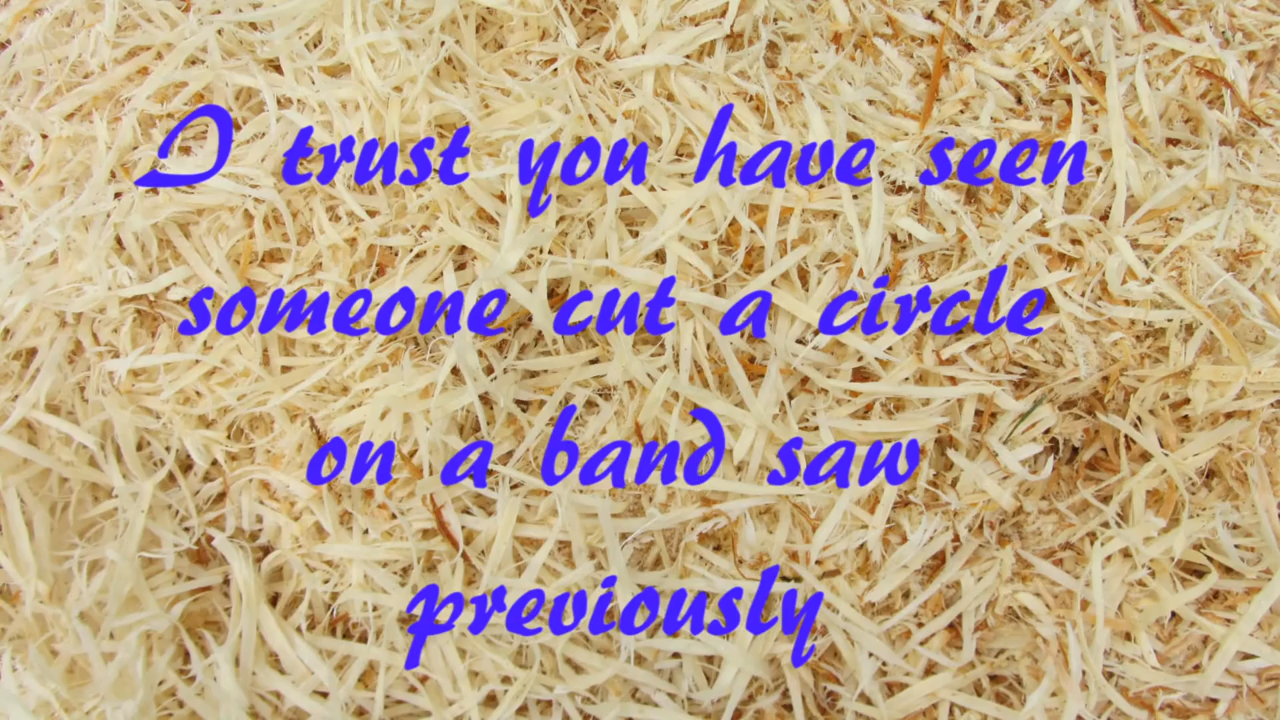 I trust you have seen
someone cut a circle
on a band saw
previously